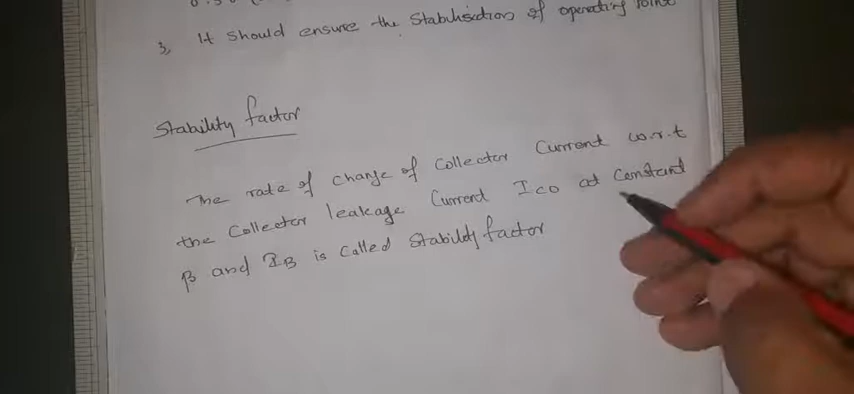 3, It should ensure the Stabilisation of operating Point
Stability factor
The rate of change of Collector Current w.r.t
the Collector leakage Current ICO at Constant
β and IB is Called Stability factor